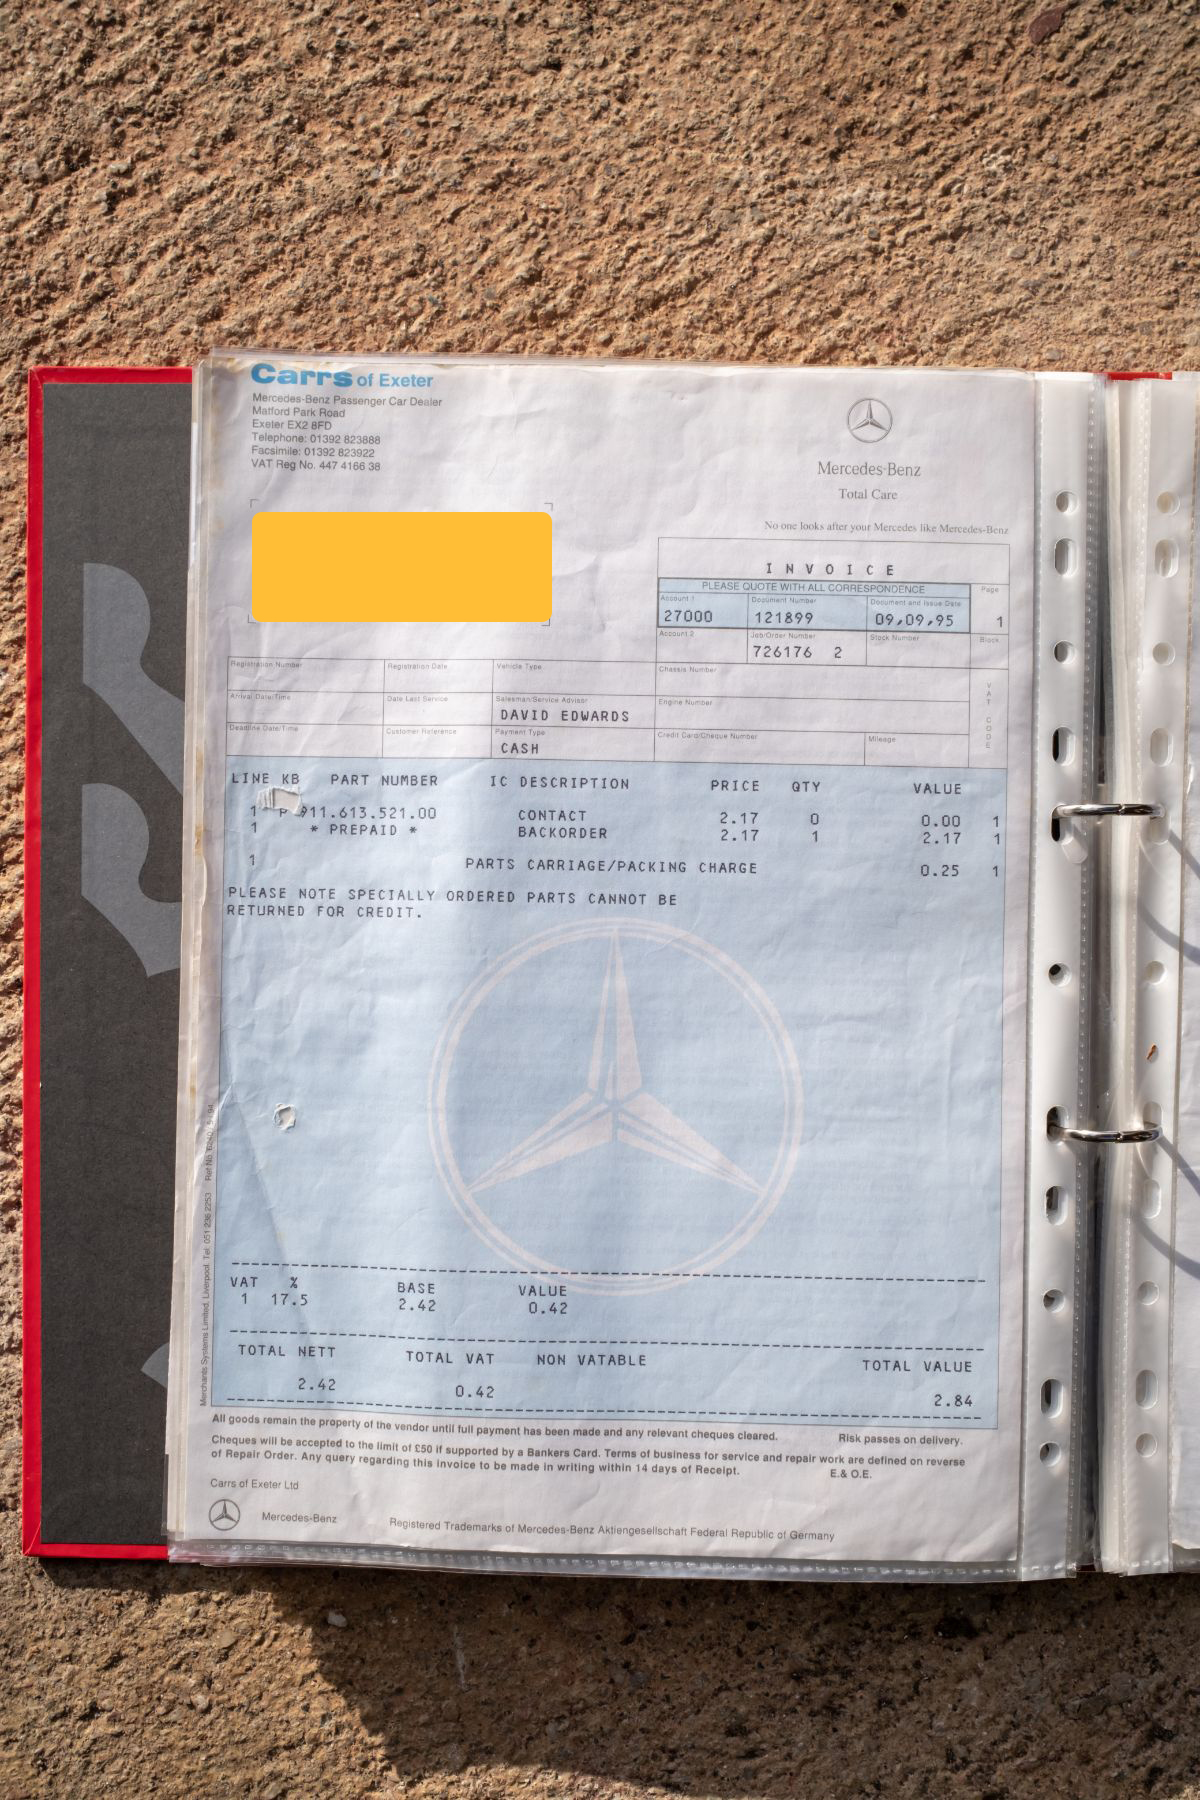 Carrs of Exeter
Mercedes-Benz Passenger Car Dealer
Matford Park Road
Exeter EX2 8FD
Telephone: 01392 823888
Facsimile: 01392 823922
VAT Reg No. 447 4166 38
Mercedes-Benz
Total Care
No one looks after your Mercedes like Mercedes-Benz
INVOICE
PLEASE QUOTE WITH ALL CORRESPONDENCE Page
Account 1 Document Number Document and Issue Date
27000 121899 09,09,95 1
Account 2 Job/Order Number Stock Number Block
726176 2
Registration Number Registration Date Vehicle Type Chassis Number
Arrival Date/Time Date Last Service Salesman/Service Advisor Engine Number
DAVID EDWARDS
Deadline Date/Time Customer Reference Payment Type Credit Card/Cheque Number Mileage
CASH
VAT CODE
LINE KB PART NUMBER IC DESCRIPTION PRICE QTY VALUE
1 P 911.613.521.00 CONTACT 2.17 0 0.00 1
1 * PREPAID * BACKORDER 2.17 1 2.17 1
1 PARTS CARRIAGE/PACKING CHARGE 0.25 1
PLEASE NOTE SPECIALLY ORDERED PARTS CANNOT BE
RETURNED FOR CREDIT.
VAT % BASE VALUE
1 17.5 2.42 0.42
TOTAL NETT TOTAL VAT NON VATABLE TOTAL VALUE
2.42 0.42 2.84
All goods remain the property of the vendor until full payment has been made and any relevant cheques cleared. Risk passes on delivery.
Cheques will be accepted to the limit of £50 if supported by a Bankers Card. Terms of business for service and repair work are defined on reverse
of Repair Order. Any query regarding this invoice to be made in writing within 14 days of Receipt. E.& O.E.
Carrs of Exeter Ltd
Mercedes-Benz Registered Trademarks of Mercedes-Benz Aktiengesellschaft Federal Republic of Germany
Merchants Systems Limited, Liverpool. Tel: 051 236 2253 Ref No.